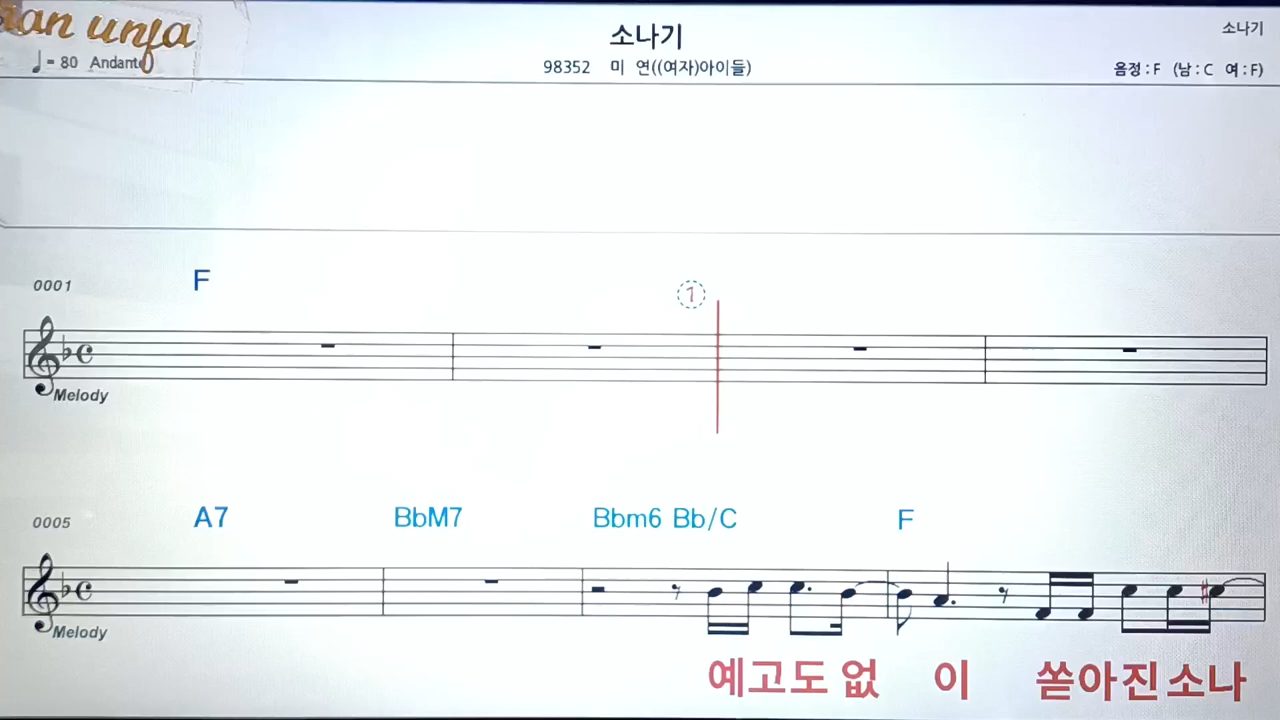 소나기
소나기
♩= 80 Andante
98352 미 연((여자)아이들)
음정 : F (남 : C 여 : F)
0001
F
1
Melody
0005
A7 BbM7 Bbm6 Bb/C F
Melody
예고도 없 이 쏟아진 소나